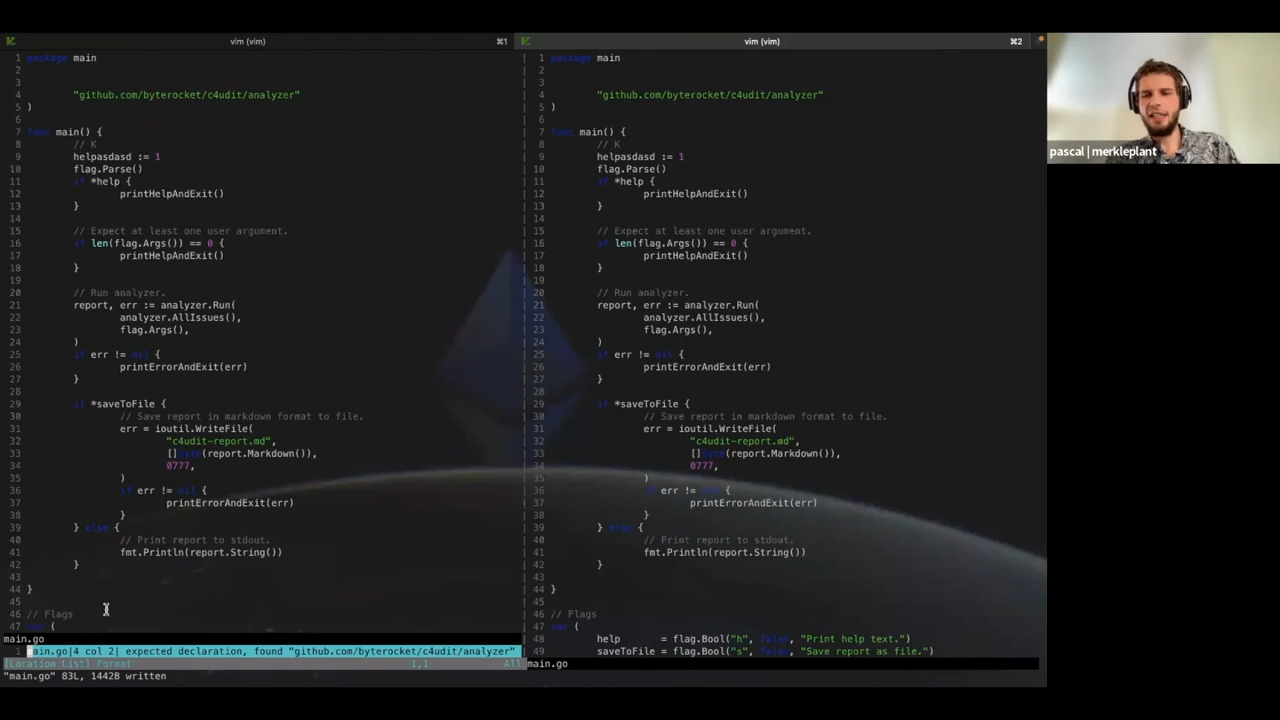 vim (vim)
⌘1
1 package main
2
3
4 "github.com/byterocket/c4udit/analyzer"
5 )
6
7 func main() {
8 // K
9 helpasdasd := 1
10 flag.Parse()
11 if *help {
12 printHelpAndExit()
13 }
14
15 // Expect at least one user argument.
16 if len(flag.Args()) == 0 {
17 printHelpAndExit()
18 }
19
20 // Run analyzer.
21 report, err := analyzer.Run(
22 analyzer.AllIssues(),
23 flag.Args(),
24 )
25 if err != nil {
26 printErrorAndExit(err)
27 }
28
29 if *saveToFile {
30 // Save report in markdown format to file.
31 err = ioutil.WriteFile(
32 "c4udit-report.md",
33 []byte(report.Markdown()),
34 0777,
35 )
36 if err != nil {
37 printErrorAndExit(err)
38 }
39 } else {
40 // Print report to stdout.
41 fmt.Println(report.String())
42 }
43
44 }
45
46 // Flags
47 var (
main.go
1 main.go|4 col 2| expected declaration, found "github.com/byterocket/c4udit/analyzer"
[Location List] Format 1,1 All
"main.go" 83L, 1442B written
vim (vim)
⌘2
1 package main
2
3
4 "github.com/byterocket/c4udit/analyzer"
5 )
6
7 func main() {
8 // K
9 helpasdasd := 1
10 flag.Parse()
11 if *help {
12 printHelpAndExit()
13 }
14
15 // Expect at least one user argument.
16 if len(flag.Args()) == 0 {
17 printHelpAndExit()
18 }
19
20 // Run analyzer.
21 report, err := analyzer.Run(
22 analyzer.AllIssues(),
23 flag.Args(),
24 )
25 if err != nil {
26 printErrorAndExit(err)
27 }
28
29 if *saveToFile {
30 // Save report in markdown format to file.
31 err = ioutil.WriteFile(
32 "c4udit-report.md",
33 []byte(report.Markdown()),
34 0777,
35 )
36 if err != nil {
37 printErrorAndExit(err)
38 }
39 } else {
40 // Print report to stdout.
41 fmt.Println(report.String())
42 }
43
44 }
45
46 // Flags
47 var (
48 help = flag.Bool("h", false, "Print help text.")
49 saveToFile = flag.Bool("s", false, "Save report as file.")
main.go
pascal | merkleplant